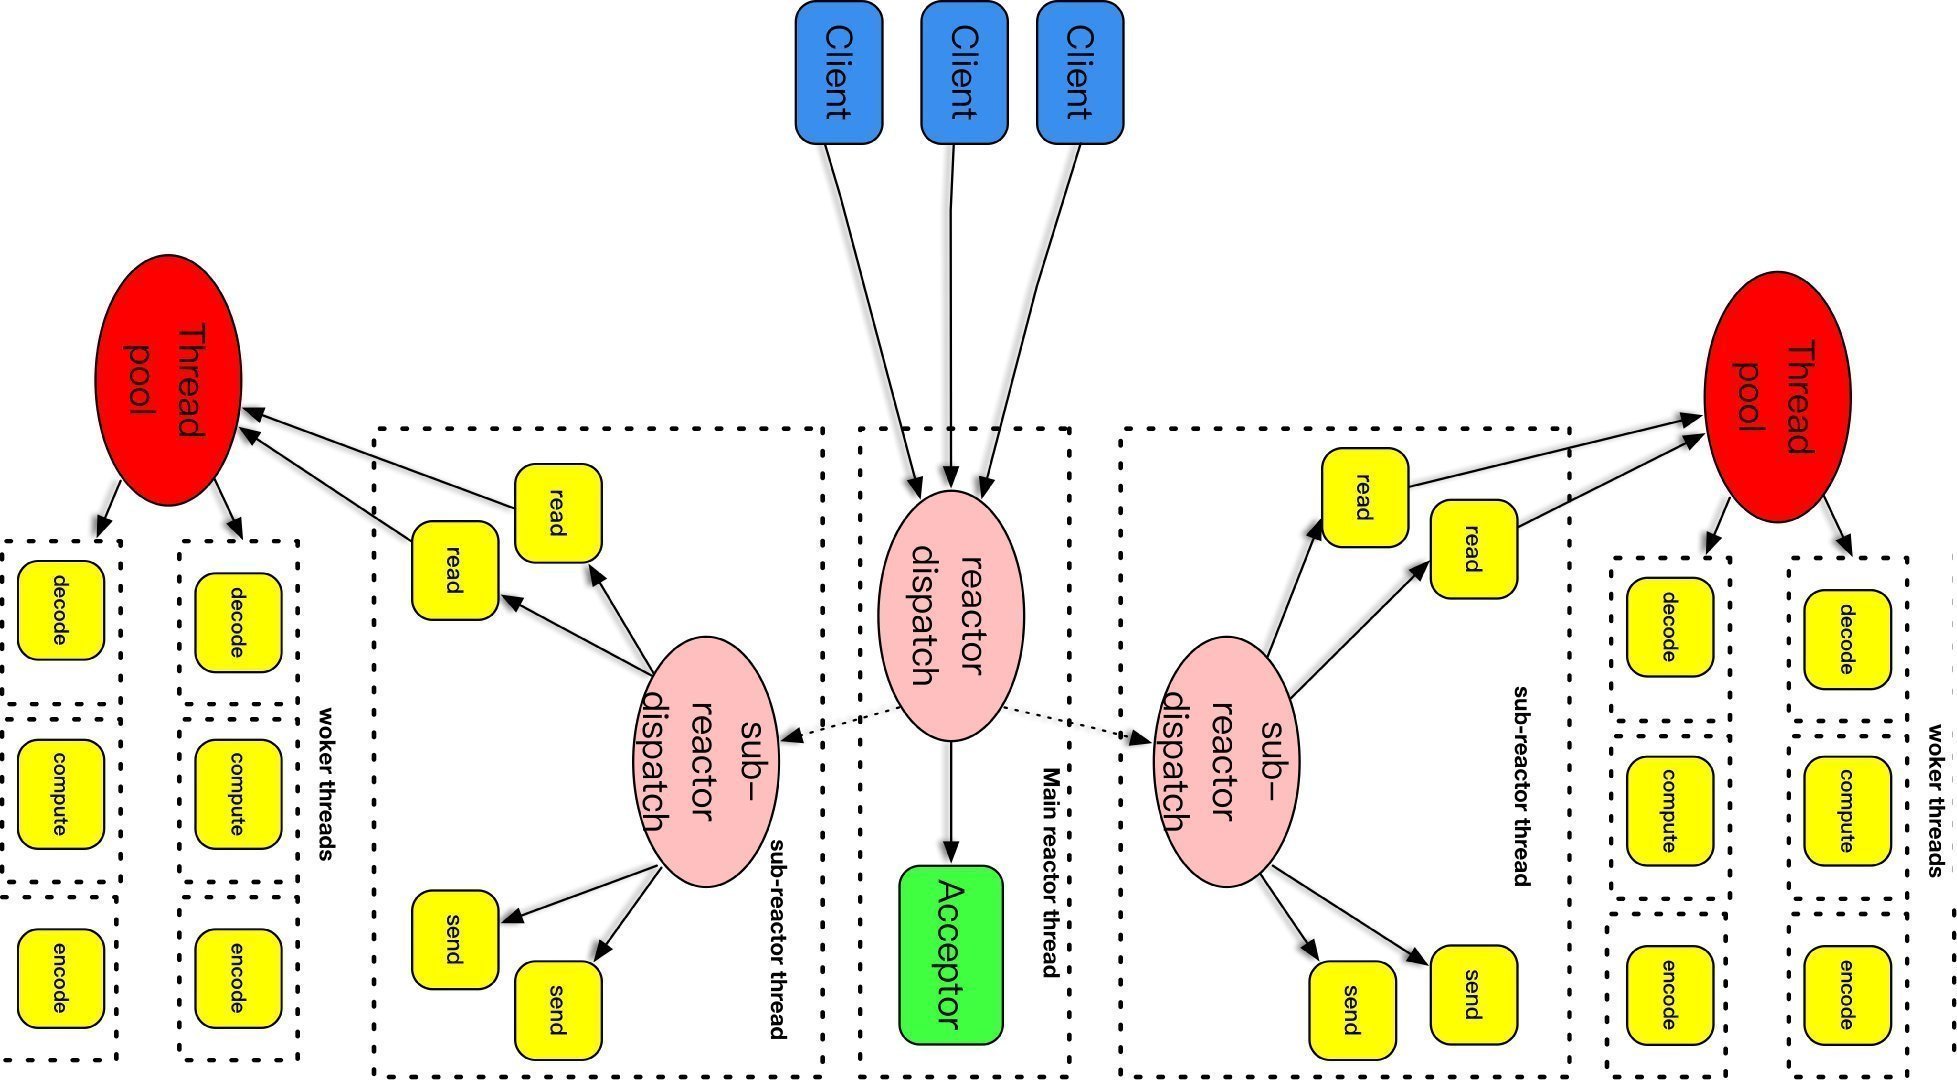 woker threads
decode
compute
encode
Thread
pool
decode
compute
encode
sub-reactor thread
read
send
read
send
sub–
reactor
dispatch
Client
Main reactor thread
Client
reactor
dispatch
Acceptor
Client
sub-reactor thread
sub–
reactor
dispatch
read
send
read
send
woker threads
decode
compute
encode
Thread
pool
decode
compute
encode